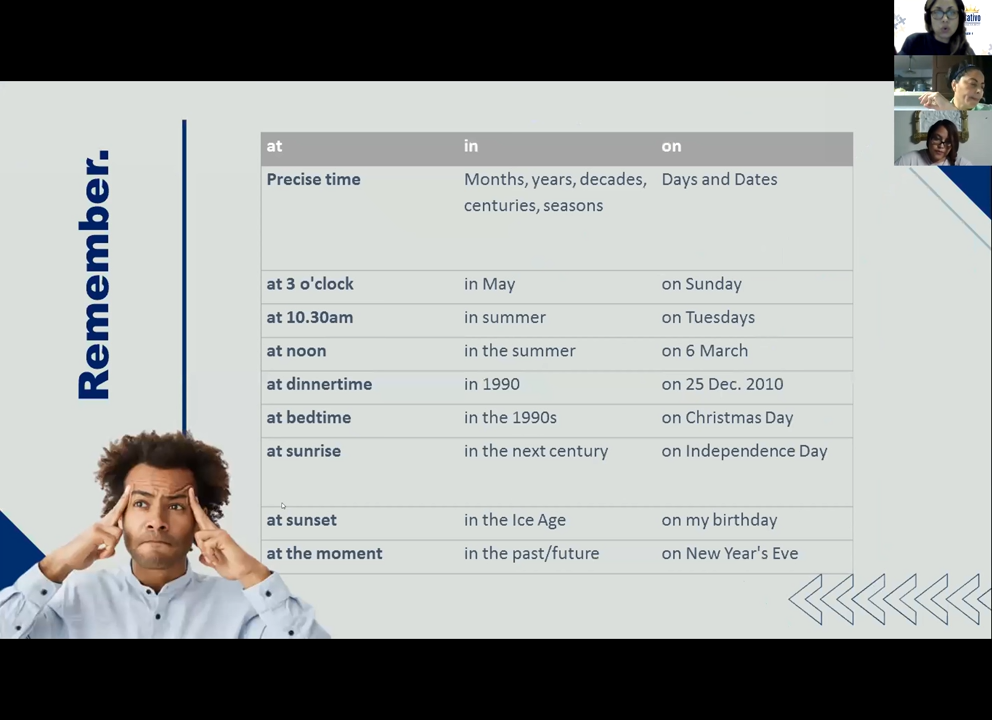 Remember.
at in on
Precise time Months, years, decades, Days and Dates
centuries, seasons
at 3 o'clock in May on Sunday
at 10.30am in summer on Tuesdays
at noon in the summer on 6 March
at dinnertime in 1990 on 25 Dec. 2010
at bedtime in the 1990s on Christmas Day
at sunrise in the next century on Independence Day
at sunset in the Ice Age on my birthday
at the moment in the past/future on New Year's Eve